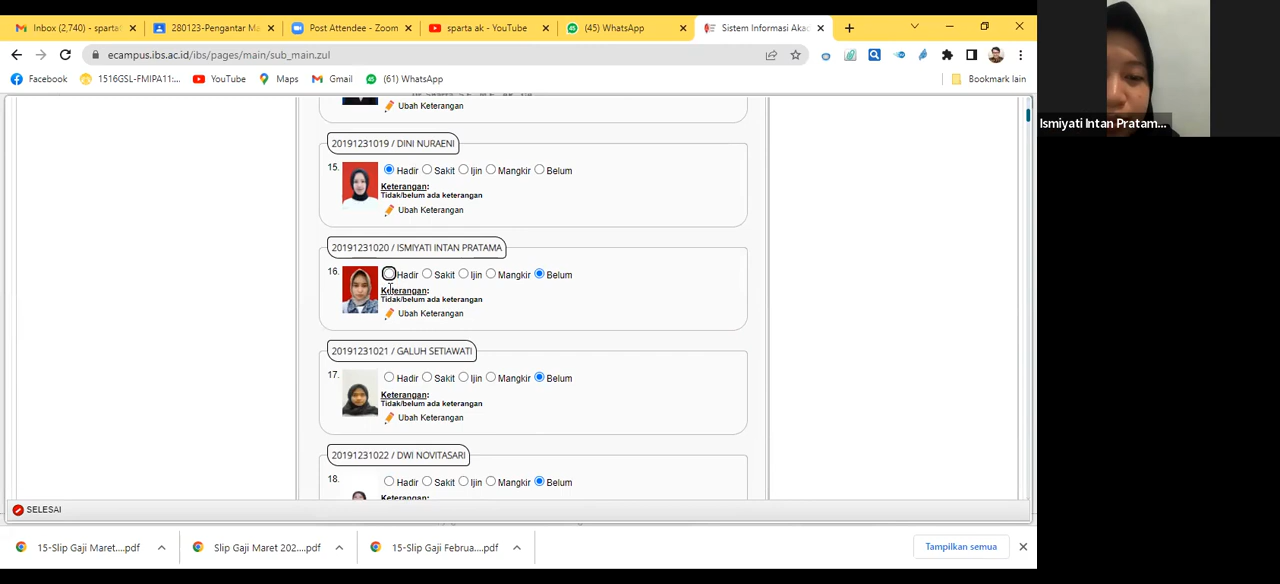 Inbox (2,740) - sparta
280123-Pengantar Ma
Post Attendee - Zoom
sparta ak - YouTube
(45) WhatsApp
Sistem Informasi Akad
ecampus.ibs.ac.id/ibs/pages/main/sub_main.zul
Facebook
1516GSL-FMIPA11:...
YouTube
Maps
Gmail
(61) WhatsApp
Bookmark lain
Ubah Keterangan
20191231019 / DINI NURAENI
15.
Hadir Sakit Ijin Mangkir Belum
Keterangan:
Tidak/belum ada keterangan
Ubah Keterangan
20191231020 / ISMIYATI INTAN PRATAMA
16.
Hadir Sakit Ijin Mangkir Belum
Keterangan:
Tidak/belum ada keterangan
Ubah Keterangan
20191231021 / GALUH SETIAWATI
17.
Hadir Sakit Ijin Mangkir Belum
Keterangan:
Tidak/belum ada keterangan
Ubah Keterangan
20191231022 / DWI NOVITASARI
18.
Hadir Sakit Ijin Mangkir Belum
Keterangan:
SELESAI
15-Slip Gaji Maret....pdf
Slip Gaji Maret 202....pdf
15-Slip Gaji Februa....pdf
Tampilkan semua
Ismiyati Intan Pratam...